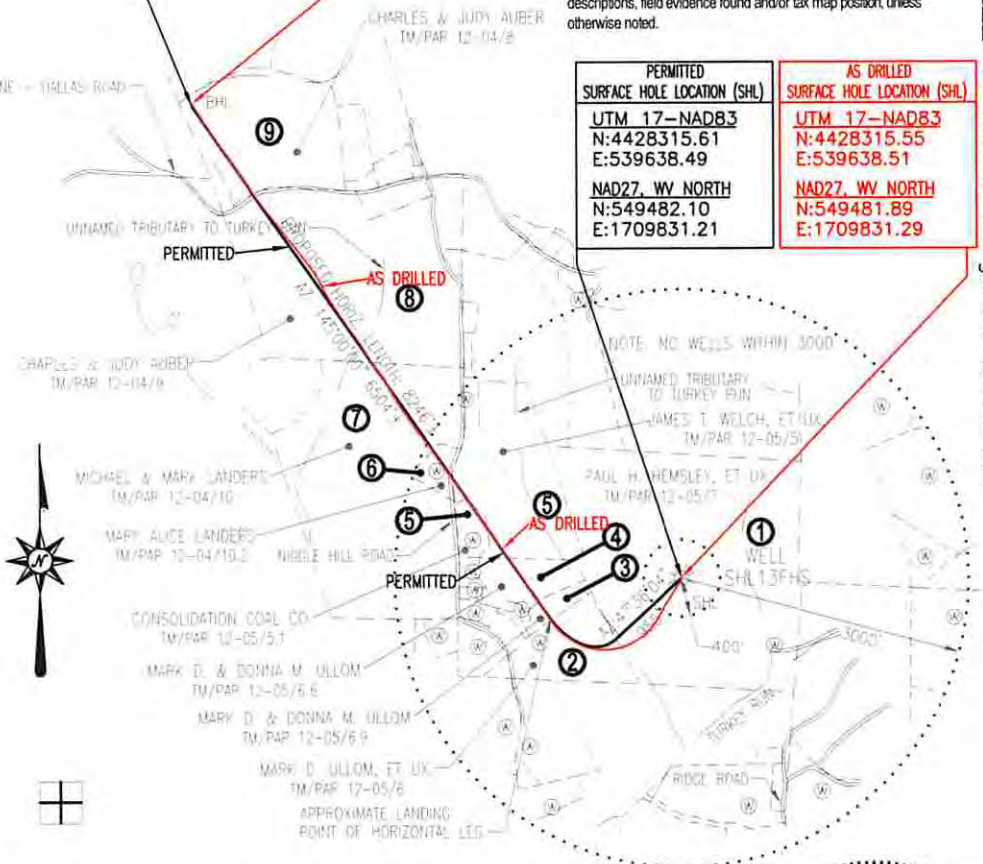 descriptions, field evidence found and/or tax map position, unless
otherwise noted.
CHARLES & JUDY AUBER
TM/PAR 12-04/8
DALLAS ROAD
BHL
⑨
PERMITTED
SURFACE HOLE LOCATION (SHL)
UTM 17-NAD83
N:4428315.61
E:539638.49
NAD27, WV NORTH
N:549482.10
E:1709831.21
AS DRILLED
SURFACE HOLE LOCATION (SHL)
UTM 17-NAD83
N:4428315.55
E:539638.51
NAD27, WV NORTH
N:549481.89
E:1709831.29
UNNAMED TRIBUTARY TO TURKEY RUN
PERMITTED
AS DRILLED
⑧
PROPOSED HORIZ. LENGTH: 8246'±
CHARLES & JUDY AUBER
TM/PAR 12-04/9
NOTE: NO WELLS WITHIN 3000'
UNNAMED TRIBUTARY
TO TURKEY RUN
JAMES T. WELCH, ET UX
TM/PAR 12-05/51
⑦
⑥
MICHAEL & MARK LANDERS
TM/PAR 12-04/10
PAUL H. HEMSLEY, ET UX
TM/PAR 12-05/7
MARY ALICE LANDERS
TM/PAR 12-04/10.2
NIGGLE HILL ROAD
⑤
⑤
AS DRILLED
④
③
①
WELL
SHL13FHS
PERMITTED
SHL
400'
3000'
CONSOLIDATION COAL CO
TM/PAR 12-05/5.1
MARK D. & DONNA M. ULLOM
TM/PAR 12-05/6.6
②
MARK D. & DONNA M. ULLOM
TM/PAR 12-05/6.9
TURKEY RUN
MARK D. ULLOM, ET UX
TM/PAR 12-05/6
RIDGE ROAD
APPROXIMATE LANDING
POINT OF HORIZONTAL LEG
N